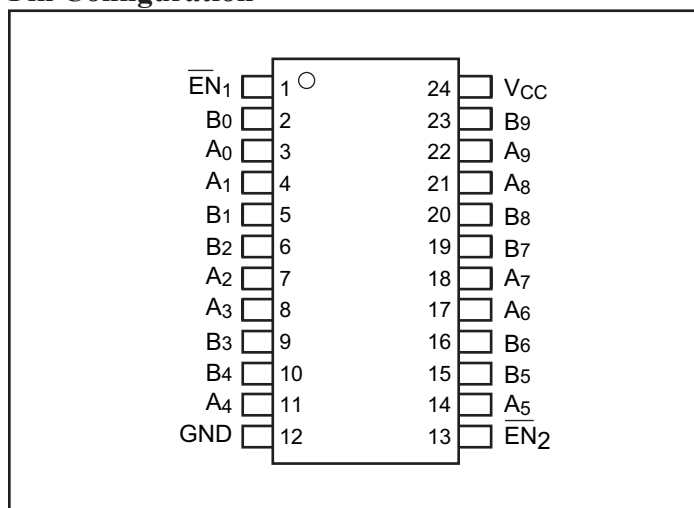 EN1 1 24 VCC
B0 2 23 B9
A0 3 22 A9
A1 4 21 A8
B1 5 20 B8
B2 6 19 B7
A2 7 18 A7
A3 8 17 A6
B3 9 16 B6
B4 10 15 B5
A4 11 14 A5
GND 12 13 EN2